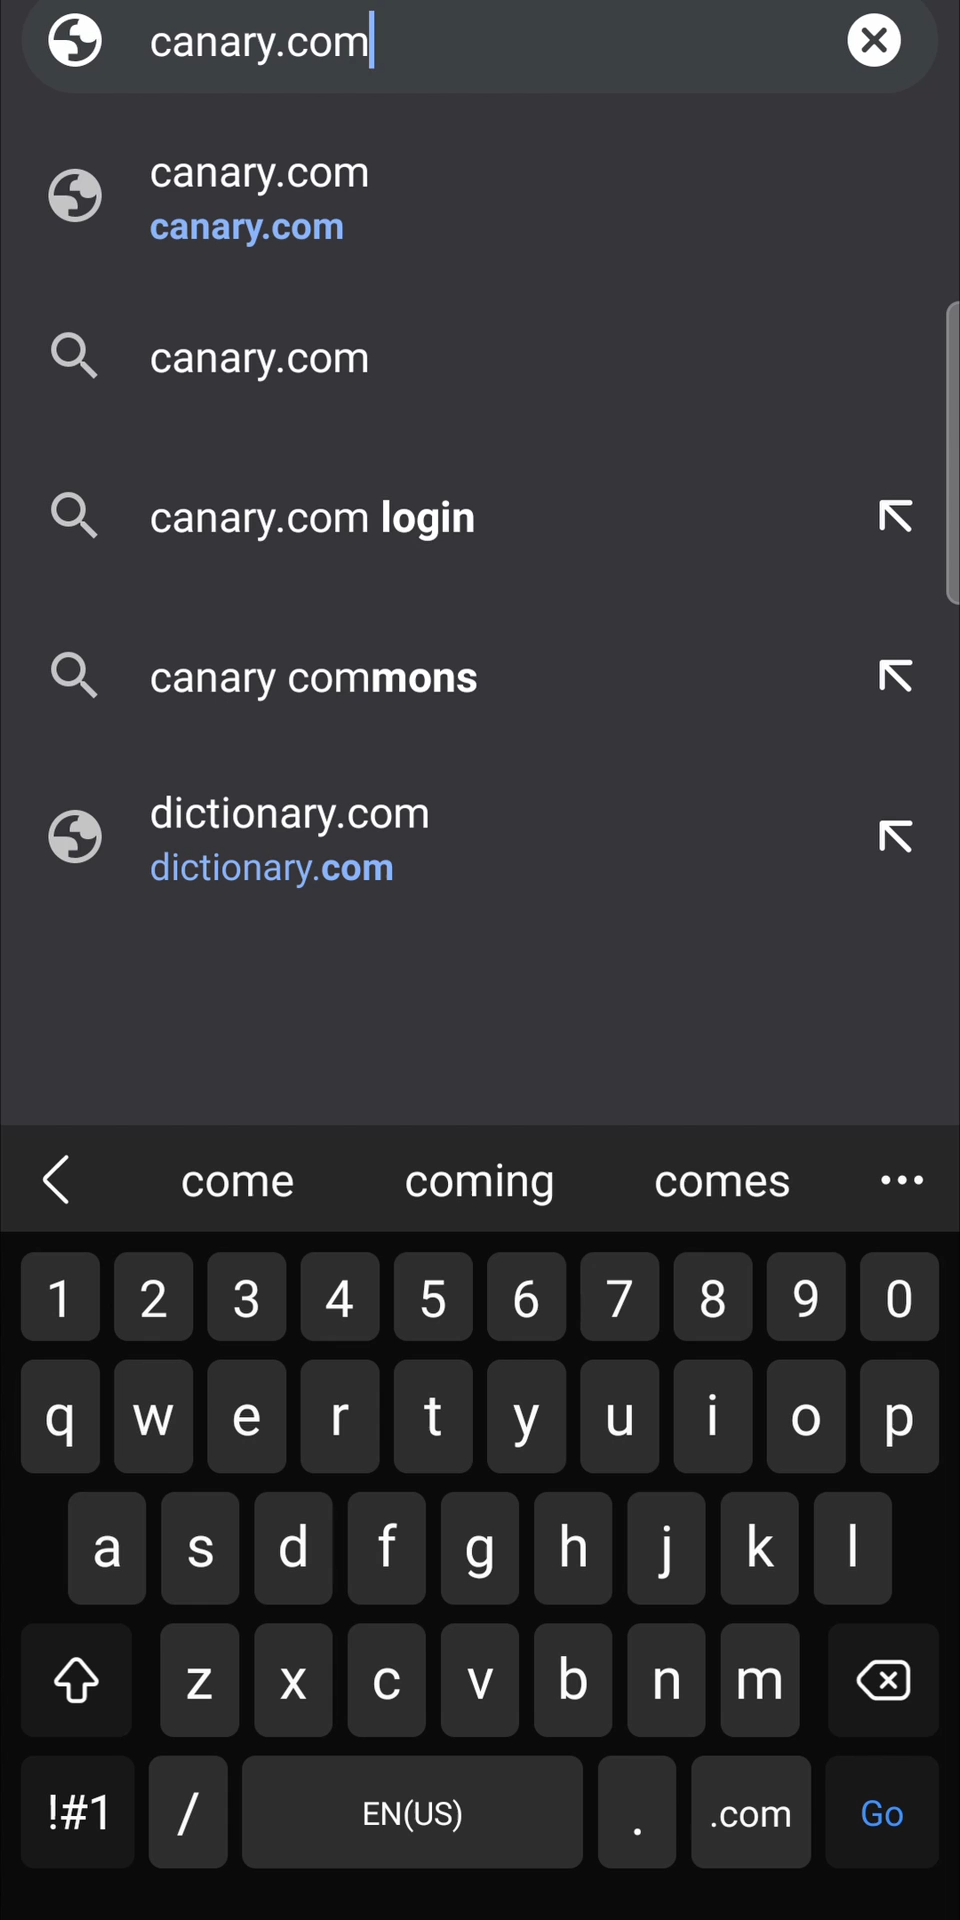 canary.com
canary.com
canary.com
canary.com
canary.com login
canary commons
dictionary.com
dictionary.com
come coming comes
1 2 3 4 5 6 7 8 9 0
q w e r t y u i o p
a s d f g h j k l
z x c v b n m
!#1 / EN(US) . .com Go